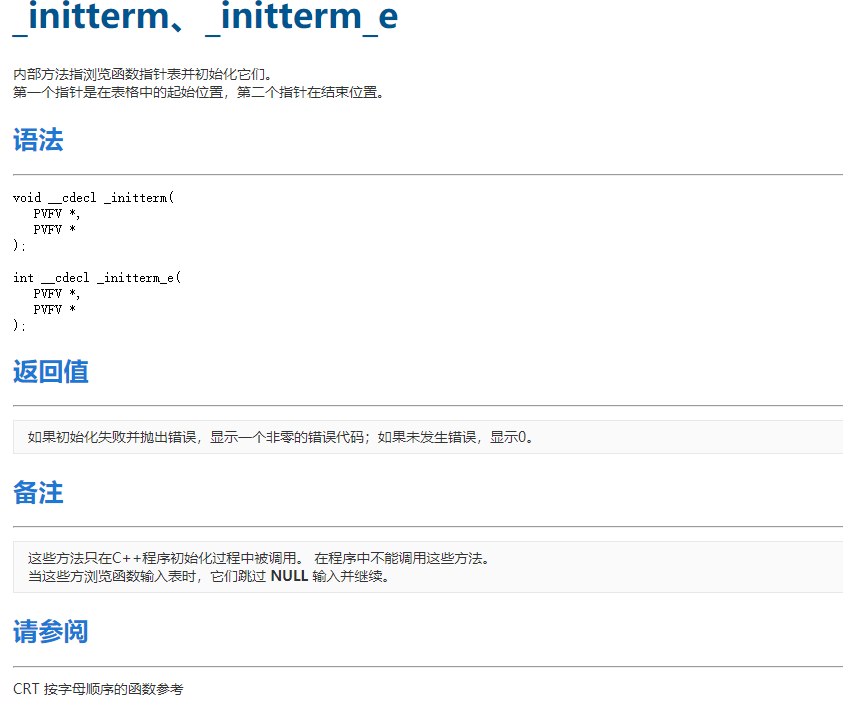 _initterm、_initterm_e
内部方法指浏览函数指针表并初始化它们。
第一个指针是在表格中的起始位置，第二个指针在结束位置。
语法
void __cdecl _initterm(
   PVFV *,
   PVFV *
);
int __cdecl _initterm_e(
   PVFV *,
   PVFV *
);
返回值
如果初始化失败并抛出错误，显示一个非零的错误代码；如果未发生错误，显示0。
备注
这些方法只在C++程序初始化过程中被调用。 在程序中不能调用这些方法。
当这些方浏览函数输入表时，它们跳过 NULL 输入并继续。
请参阅
CRT 按字母顺序的函数参考